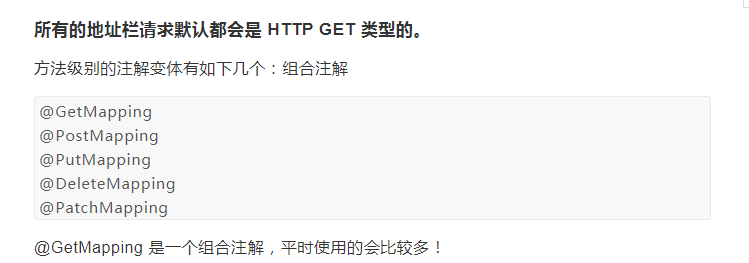 所有的地址栏请求默认都会是 HTTP GET 类型的。
方法级别的注解变体有如下几个：组合注解
@GetMapping
@PostMapping
@PutMapping
@DeleteMapping
@PatchMapping
@GetMapping 是一个组合注解，平时使用的会比较多！